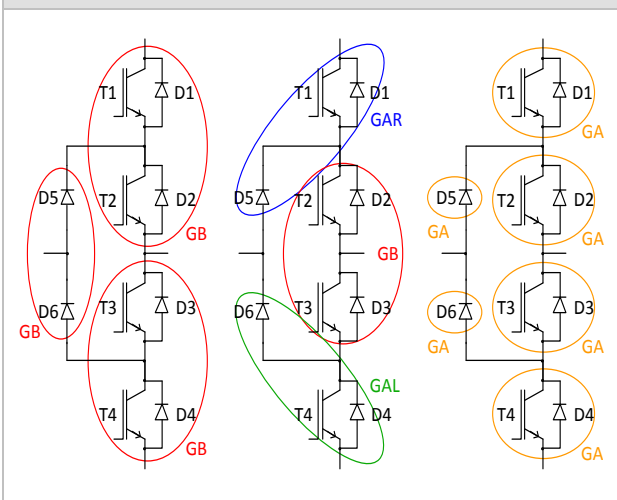 T1 D1
D5 T2 D2
GB
D6 T3 D3
GB
T4 D4
GB
T1 D1
GAR
D5 T2 D2
GB
D6 T3 D3
GAL
T4 D4
T1 D1
GA
D5 T2 D2
GA GA
D6 T3 D3
GA GA
T4 D4
GA